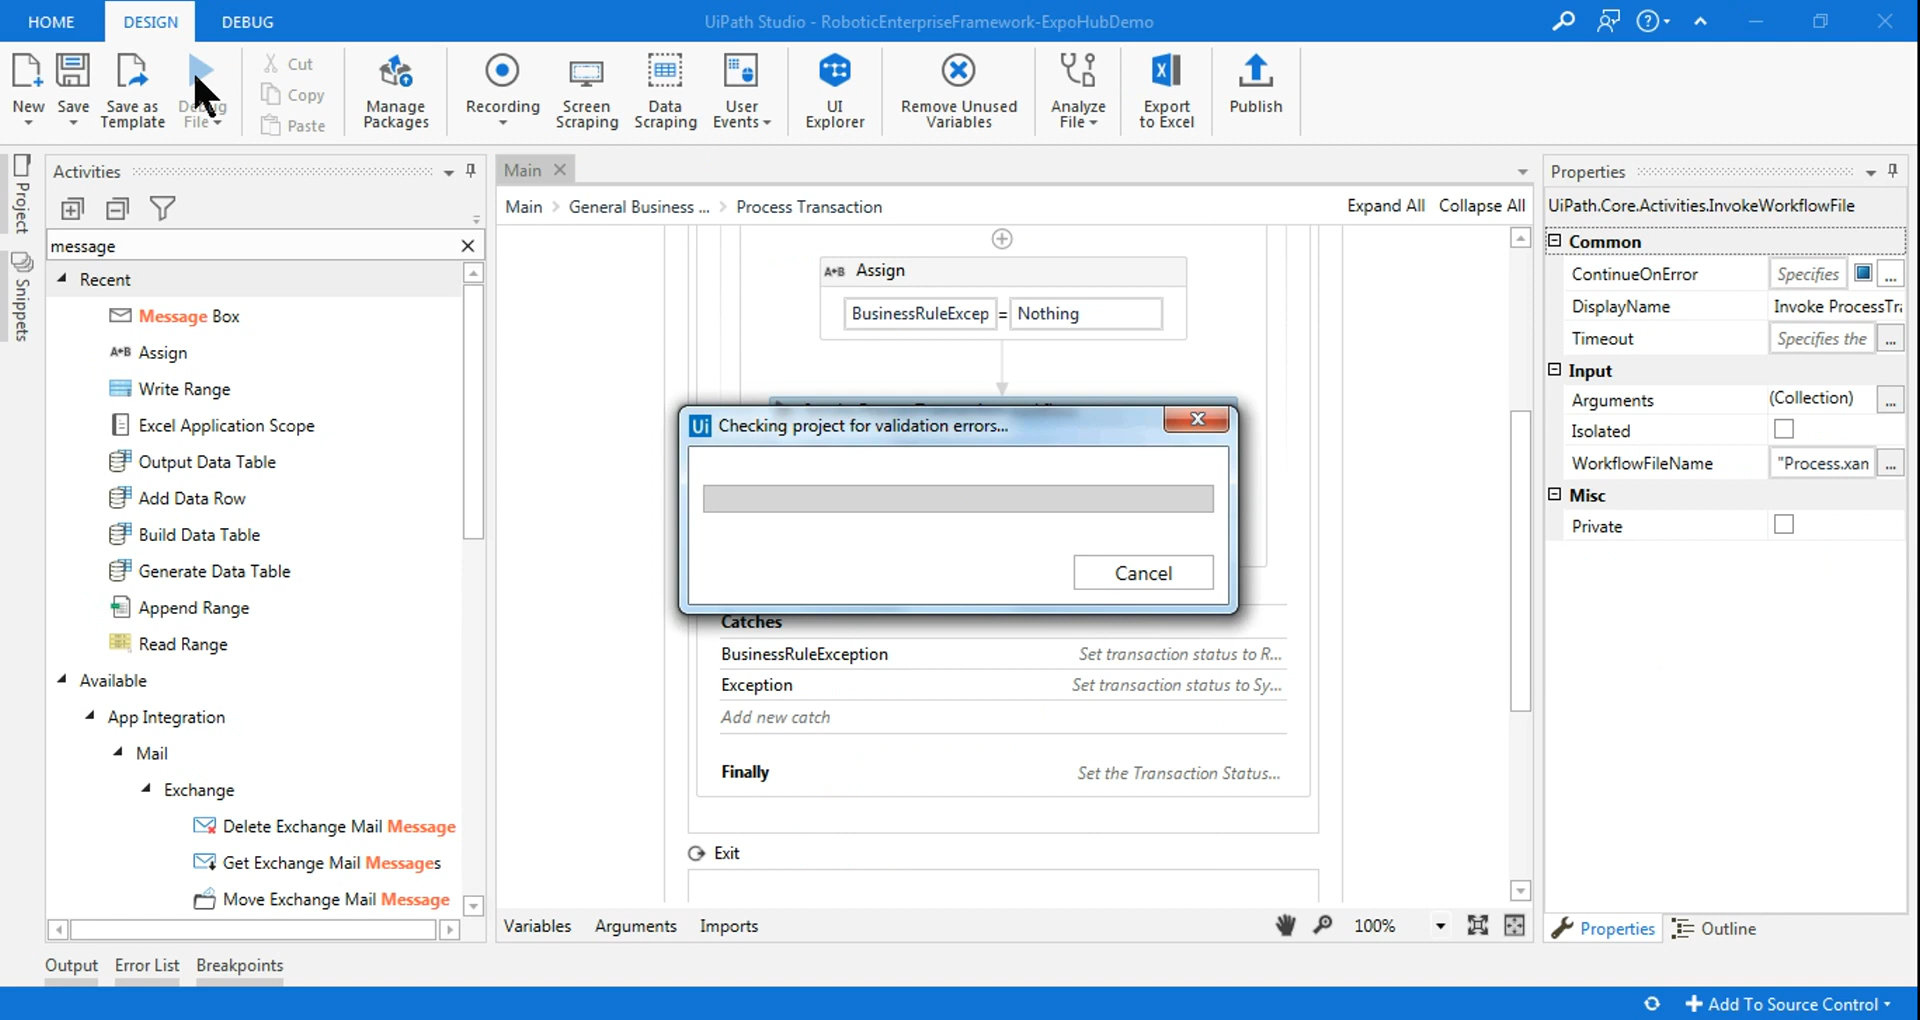 HOME DESIGN DEBUG UiPath Studio - RoboticEnterpriseFramework-ExpoHubDemo
New Save Save as Template Debug File Cut Copy Paste Manage Packages Recording Screen Scraping Data Scraping User Events UI Explorer Remove Unused Variables Analyze File Export to Excel Publish
Project
Snippets
Activities
message
Recent
Message Box
A+B Assign
Write Range
Excel Application Scope
Output Data Table
Add Data Row
Build Data Table
Generate Data Table
Append Range
Read Range
Available
App Integration
Mail
Exchange
Delete Exchange Mail Message
Get Exchange Mail Messages
Move Exchange Mail Message
Main
Main > General Business ... > Process Transaction Expand All Collapse All
A+B Assign
BusinessRuleExcep = Nothing
Ui Checking project for validation errors...
Cancel
Catches
BusinessRuleException Set transaction status to R...
Exception Set transaction status to Sy...
Add new catch
Finally Set the Transaction Status...
Exit
Variables Arguments Imports 100%
Properties
UiPath.Core.Activities.InvokeWorkflowFile
Common
ContinueOnError Specifies ...
DisplayName Invoke ProcessTra
Timeout Specifies the ...
Input
Arguments (Collection) ...
Isolated
WorkflowFileName "Process.xan ...
Misc
Private
Properties Outline
Output Error List Breakpoints
Add To Source Control